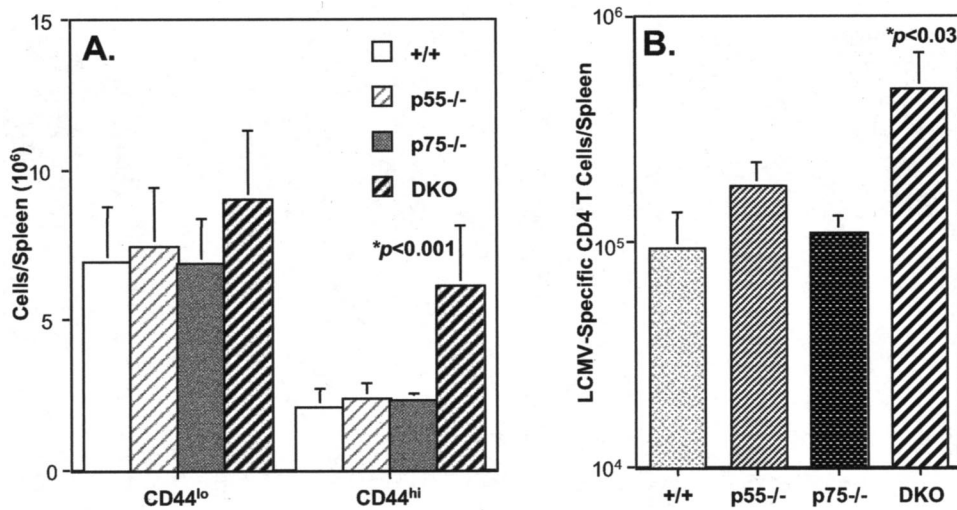 A.
Cells/Spleen (10⁶)
15
10
5
0
+/+
p55-/-
p75-/-
DKO
*p<0.001
CD44ˡᵒ
CD44ʰⁱ
B.
LCMV-Specific CD4 T Cells/Spleen
10⁶
10⁵
10⁴
*p<0.03
+/+
p55-/-
p75-/-
DKO